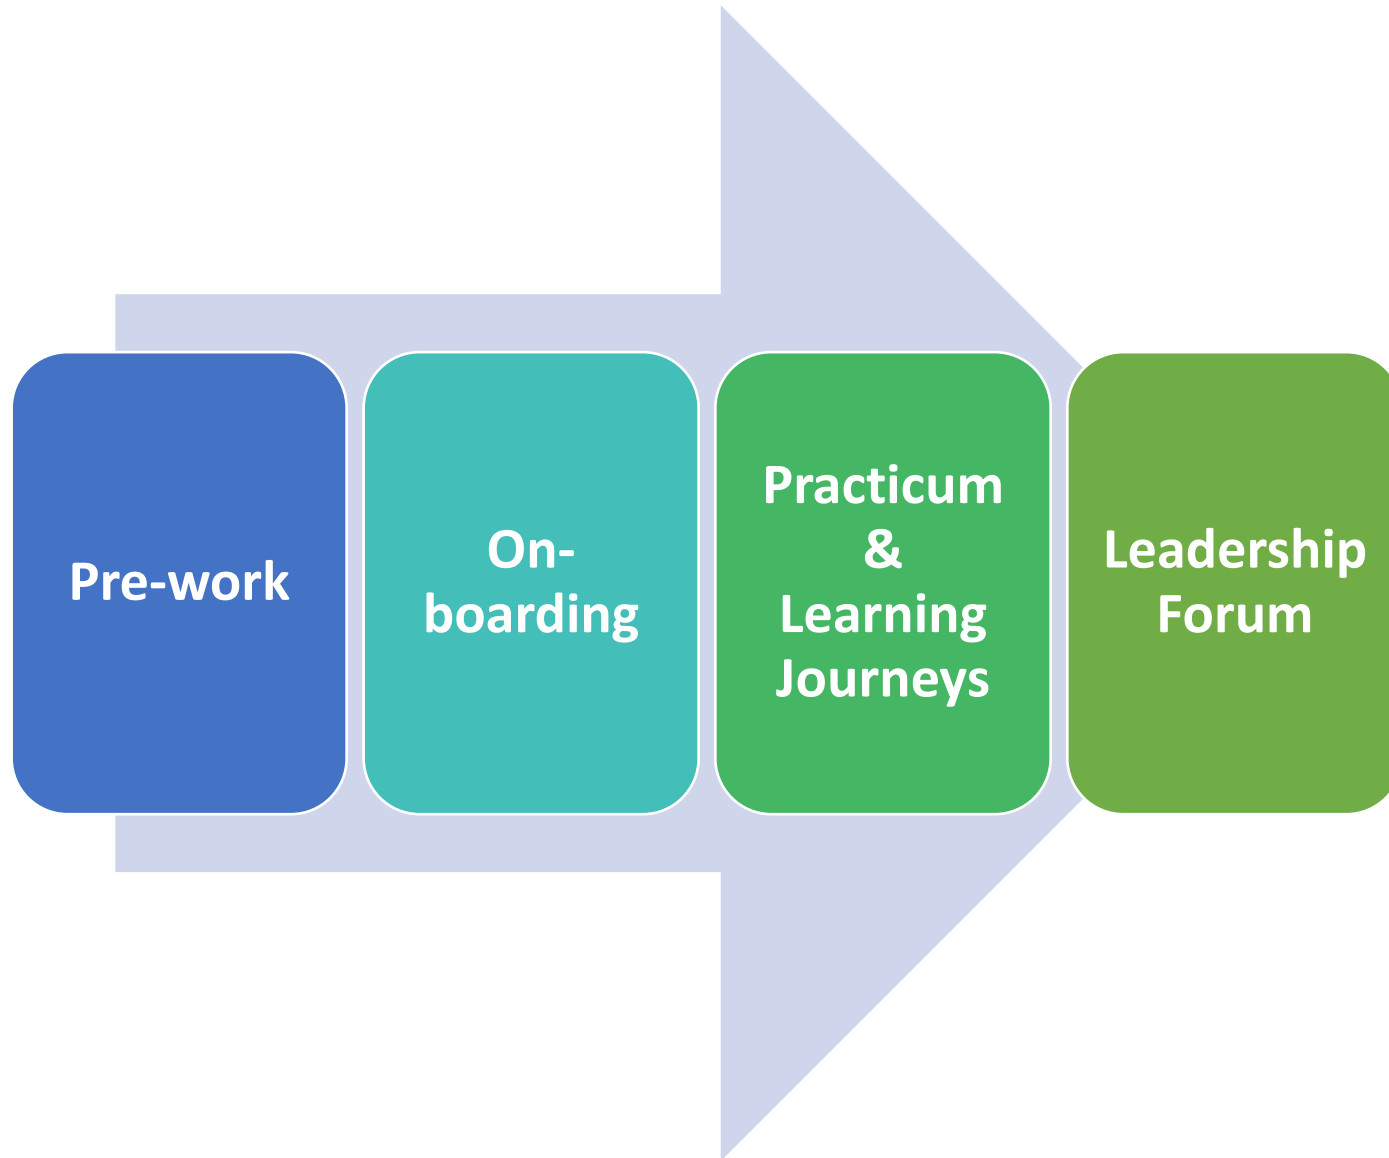 Pre-work
On-
boarding
Practicum
&
Learning
Journeys
Leadership
Forum